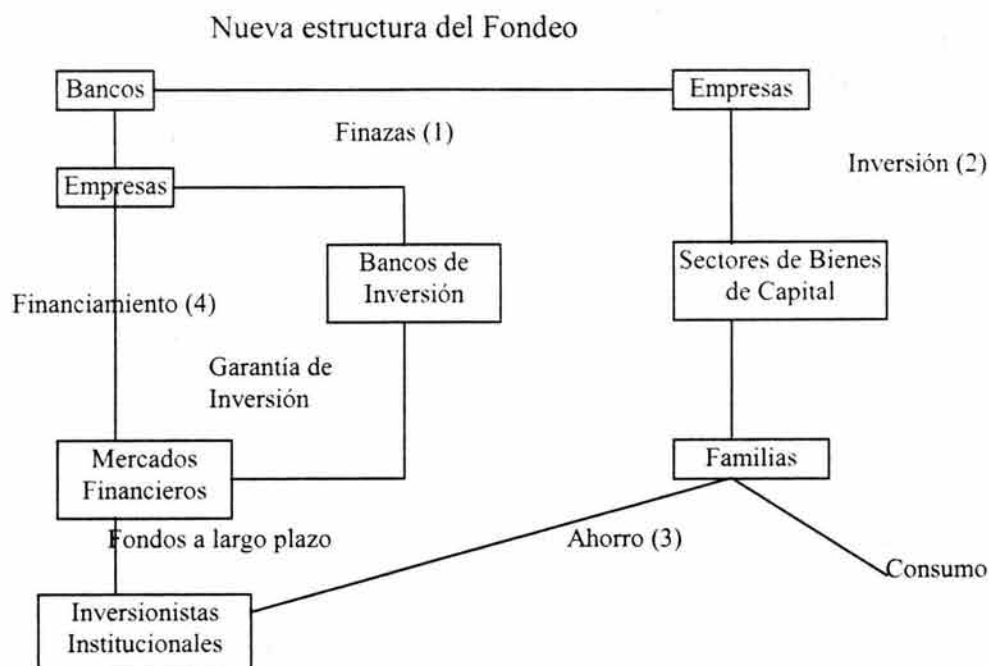 Nueva estructura del Fondeo
Bancos
Empresas
Finazas (1)
Empresas
Inversión (2)
Bancos de
Inversión
Sectores de Bienes
de Capital
Financiamiento (4)
Garantía de
Inversión
Mercados
Financieros
Familias
Fondos a largo plazo
Ahorro (3)
Consumo
Inversionistas
Institucionales